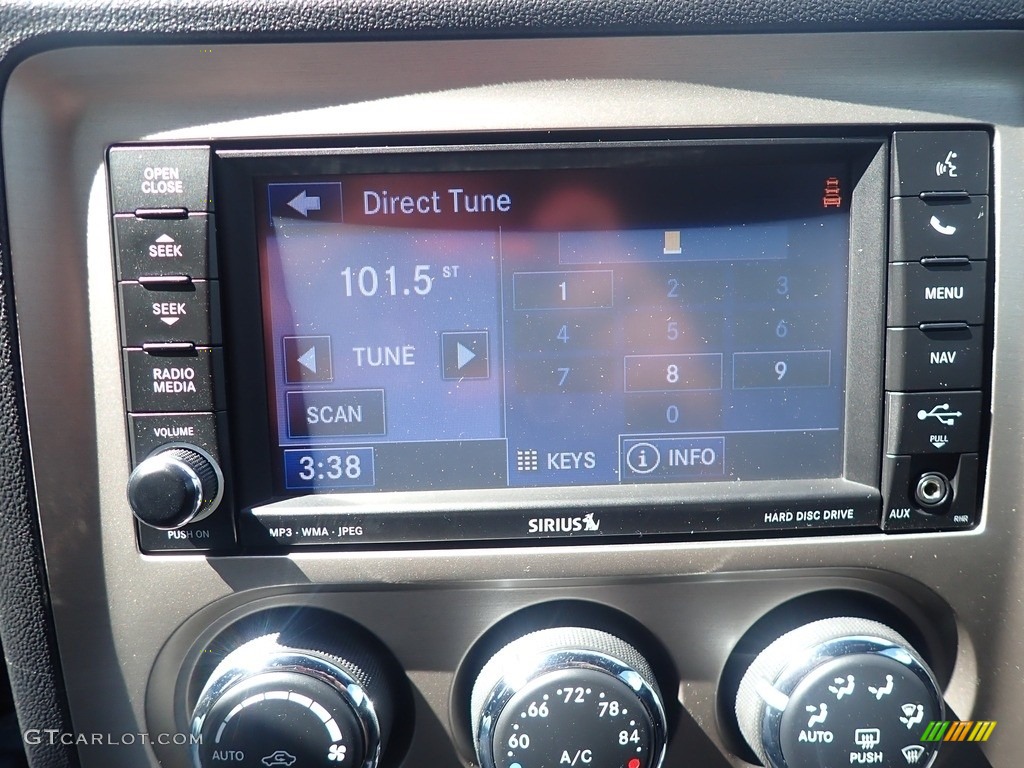 OPEN
CLOSE
SEEK
SEEK
RADIO
MEDIA
VOLUME
PUSH ON
Direct Tune
101.5 ST
TUNE
SCAN
3:38
1 2 3
4 5 6
7 8 9
0
KEYS
INFO
MP3 · WMA · JPEG
SIRIUS
HARD DISC DRIVE
MENU
NAV
PULL
AUX
RHR
AUTO
60 66 72 78 84
A/C
AUTO
PUSH
GTCARLOT.COM